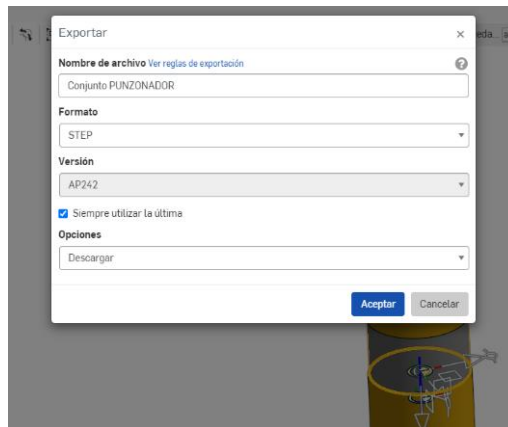 Exportar
Nombre de archivo Ver reglas de exportación
Conjunto PUNZONADOR
Formato
STEP
Versión
AP242
Siempre utilizar la última
Opciones
Descargar
Aceptar Cancelar